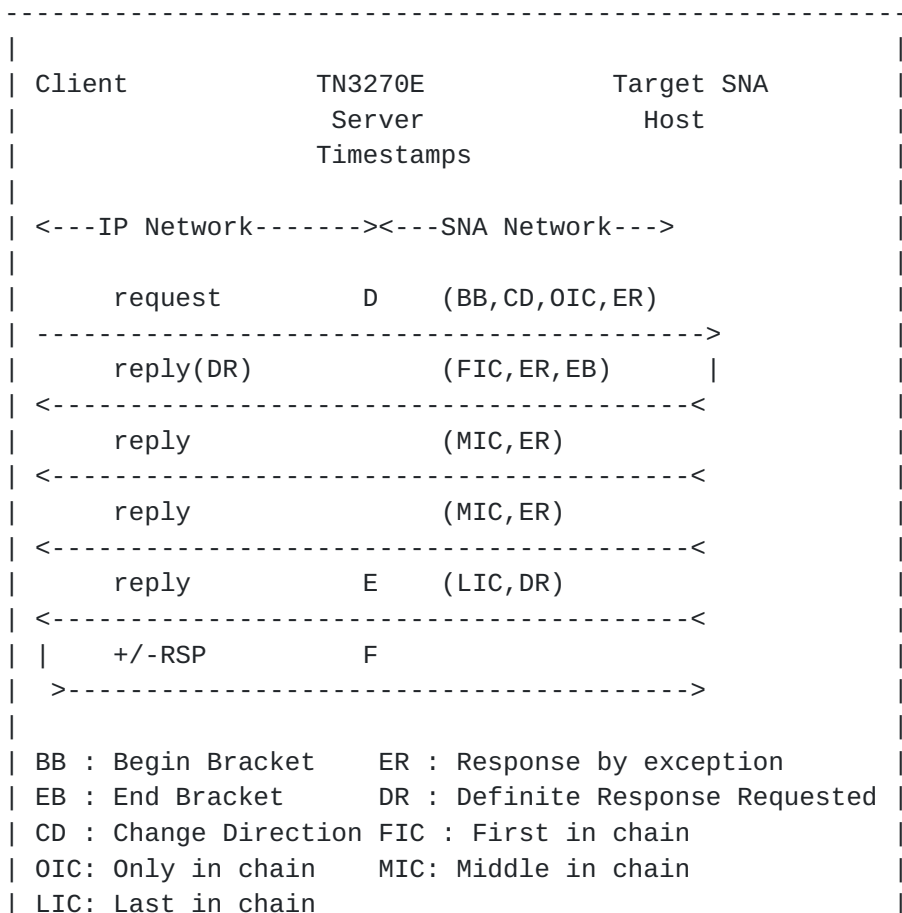 -----------------------------------------------------------
|                                                         |
| Client            TN3270E            Target SNA         |
|                    Server              Host             |
|                   Timestamps                            |
|                                                         |
| <---IP Network-------><---SNA Network--->               |
|                                                         |
|      request         D    (BB,CD,OIC,ER)                |
| ------------------------------------------->            |
|      reply(DR)            (FIC,ER,EB)      |            |
| <-----------------------------------------<             |
|      reply                (MIC,ER)                      |
| <-----------------------------------------<             |
|      reply                (MIC,ER)                      |
| <-----------------------------------------<             |
|      reply           E    (LIC,DR)                      |
| <-----------------------------------------<             |
| |    +/-RSP          F                                  |
|  >---------------------------------------->             |
|                                                         |
| BB : Begin Bracket    ER : Response by exception        |
| EB : End Bracket      DR : Definite Response Requested |
| CD : Change Direction FIC : First in chain              |
| OIC: Only in chain    MIC: Middle in chain              |
| LIC: Last in chain                                      |